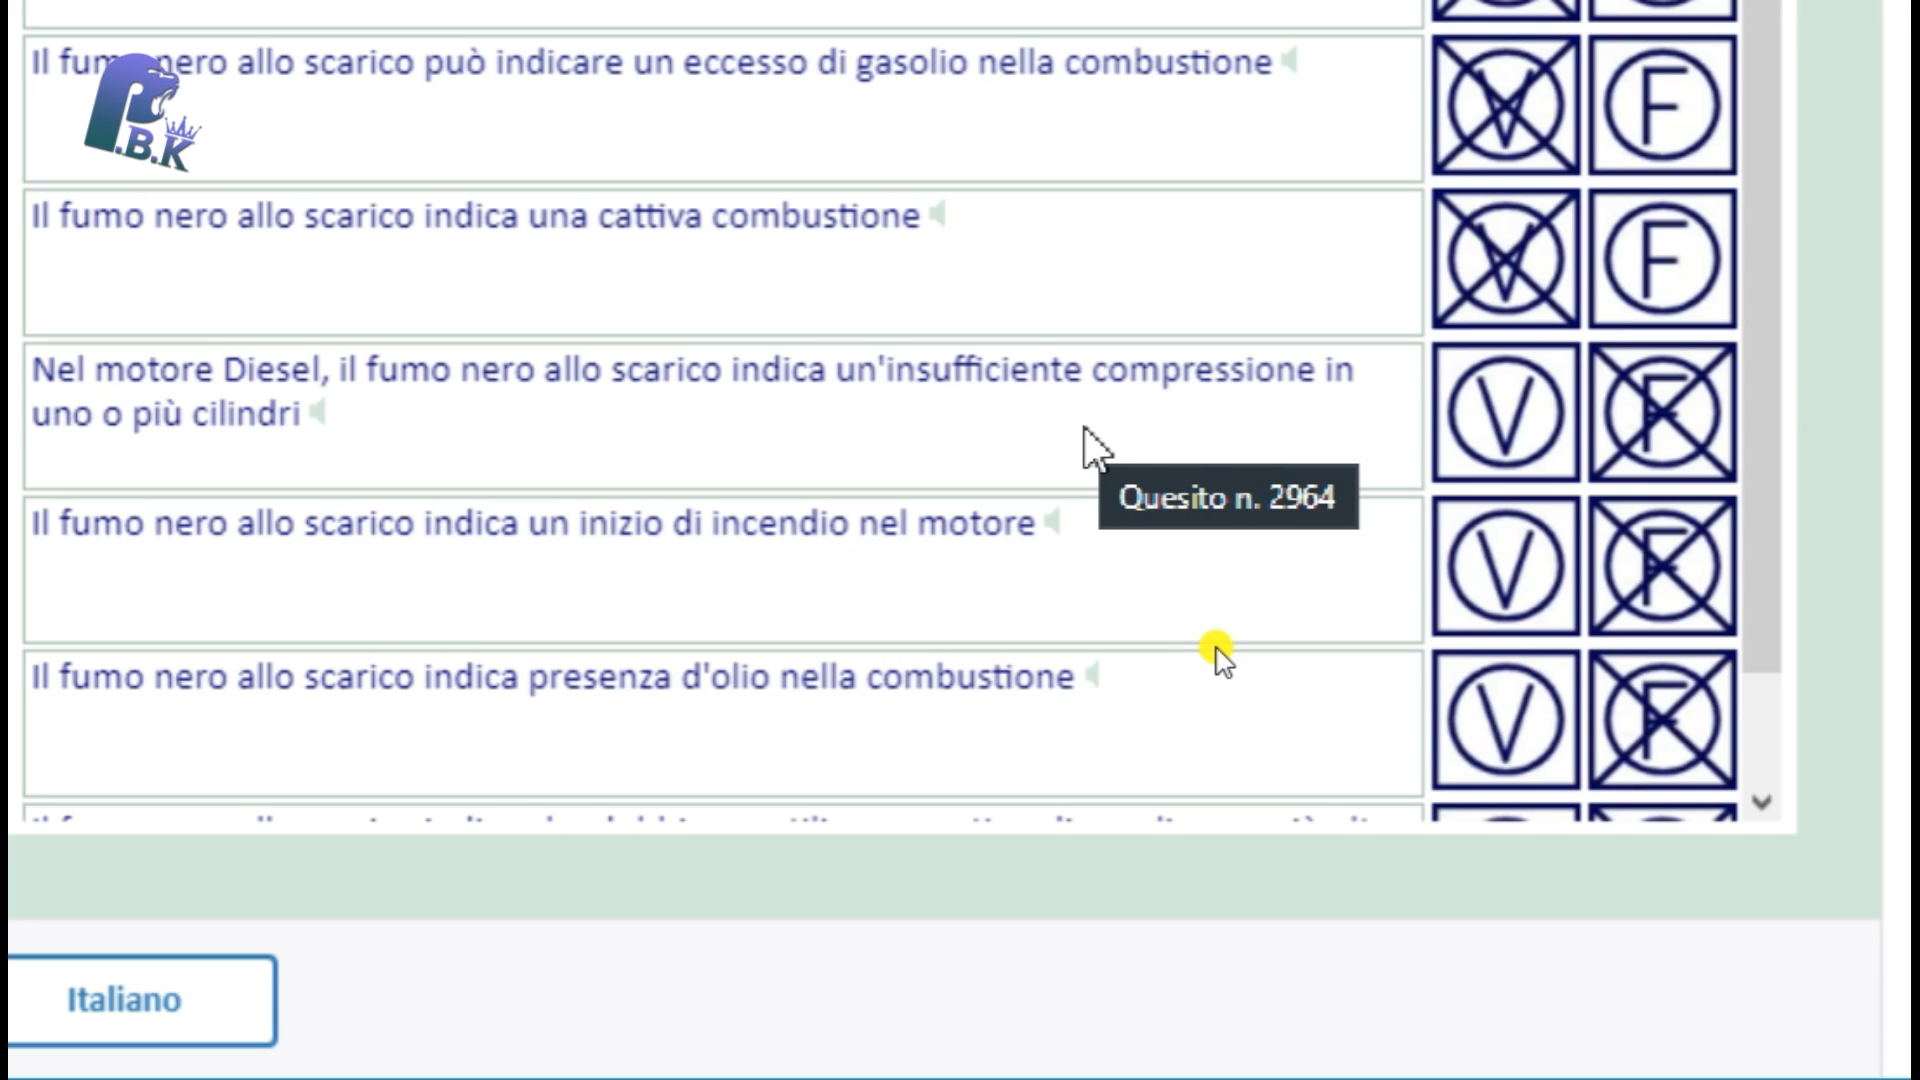 Il fumo nero allo scarico può indicare un eccesso di gasolio nella combustione
V F
P.B.K
Il fumo nero allo scarico indica una cattiva combustione
V F
Nel motore Diesel, il fumo nero allo scarico indica un'insufficiente compressione in
uno o più cilindri
V F
Quesito n. 2964
Il fumo nero allo scarico indica un inizio di incendio nel motore
V F
Il fumo nero allo scarico indica presenza d'olio nella combustione
V F
Italiano